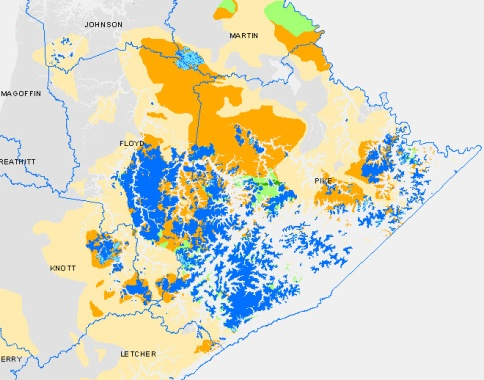 JOHNSON
MARTIN
MAGOFFIN
FLOYD
REATHITT
PIKE
KNOTT
LETCHER
ERRY